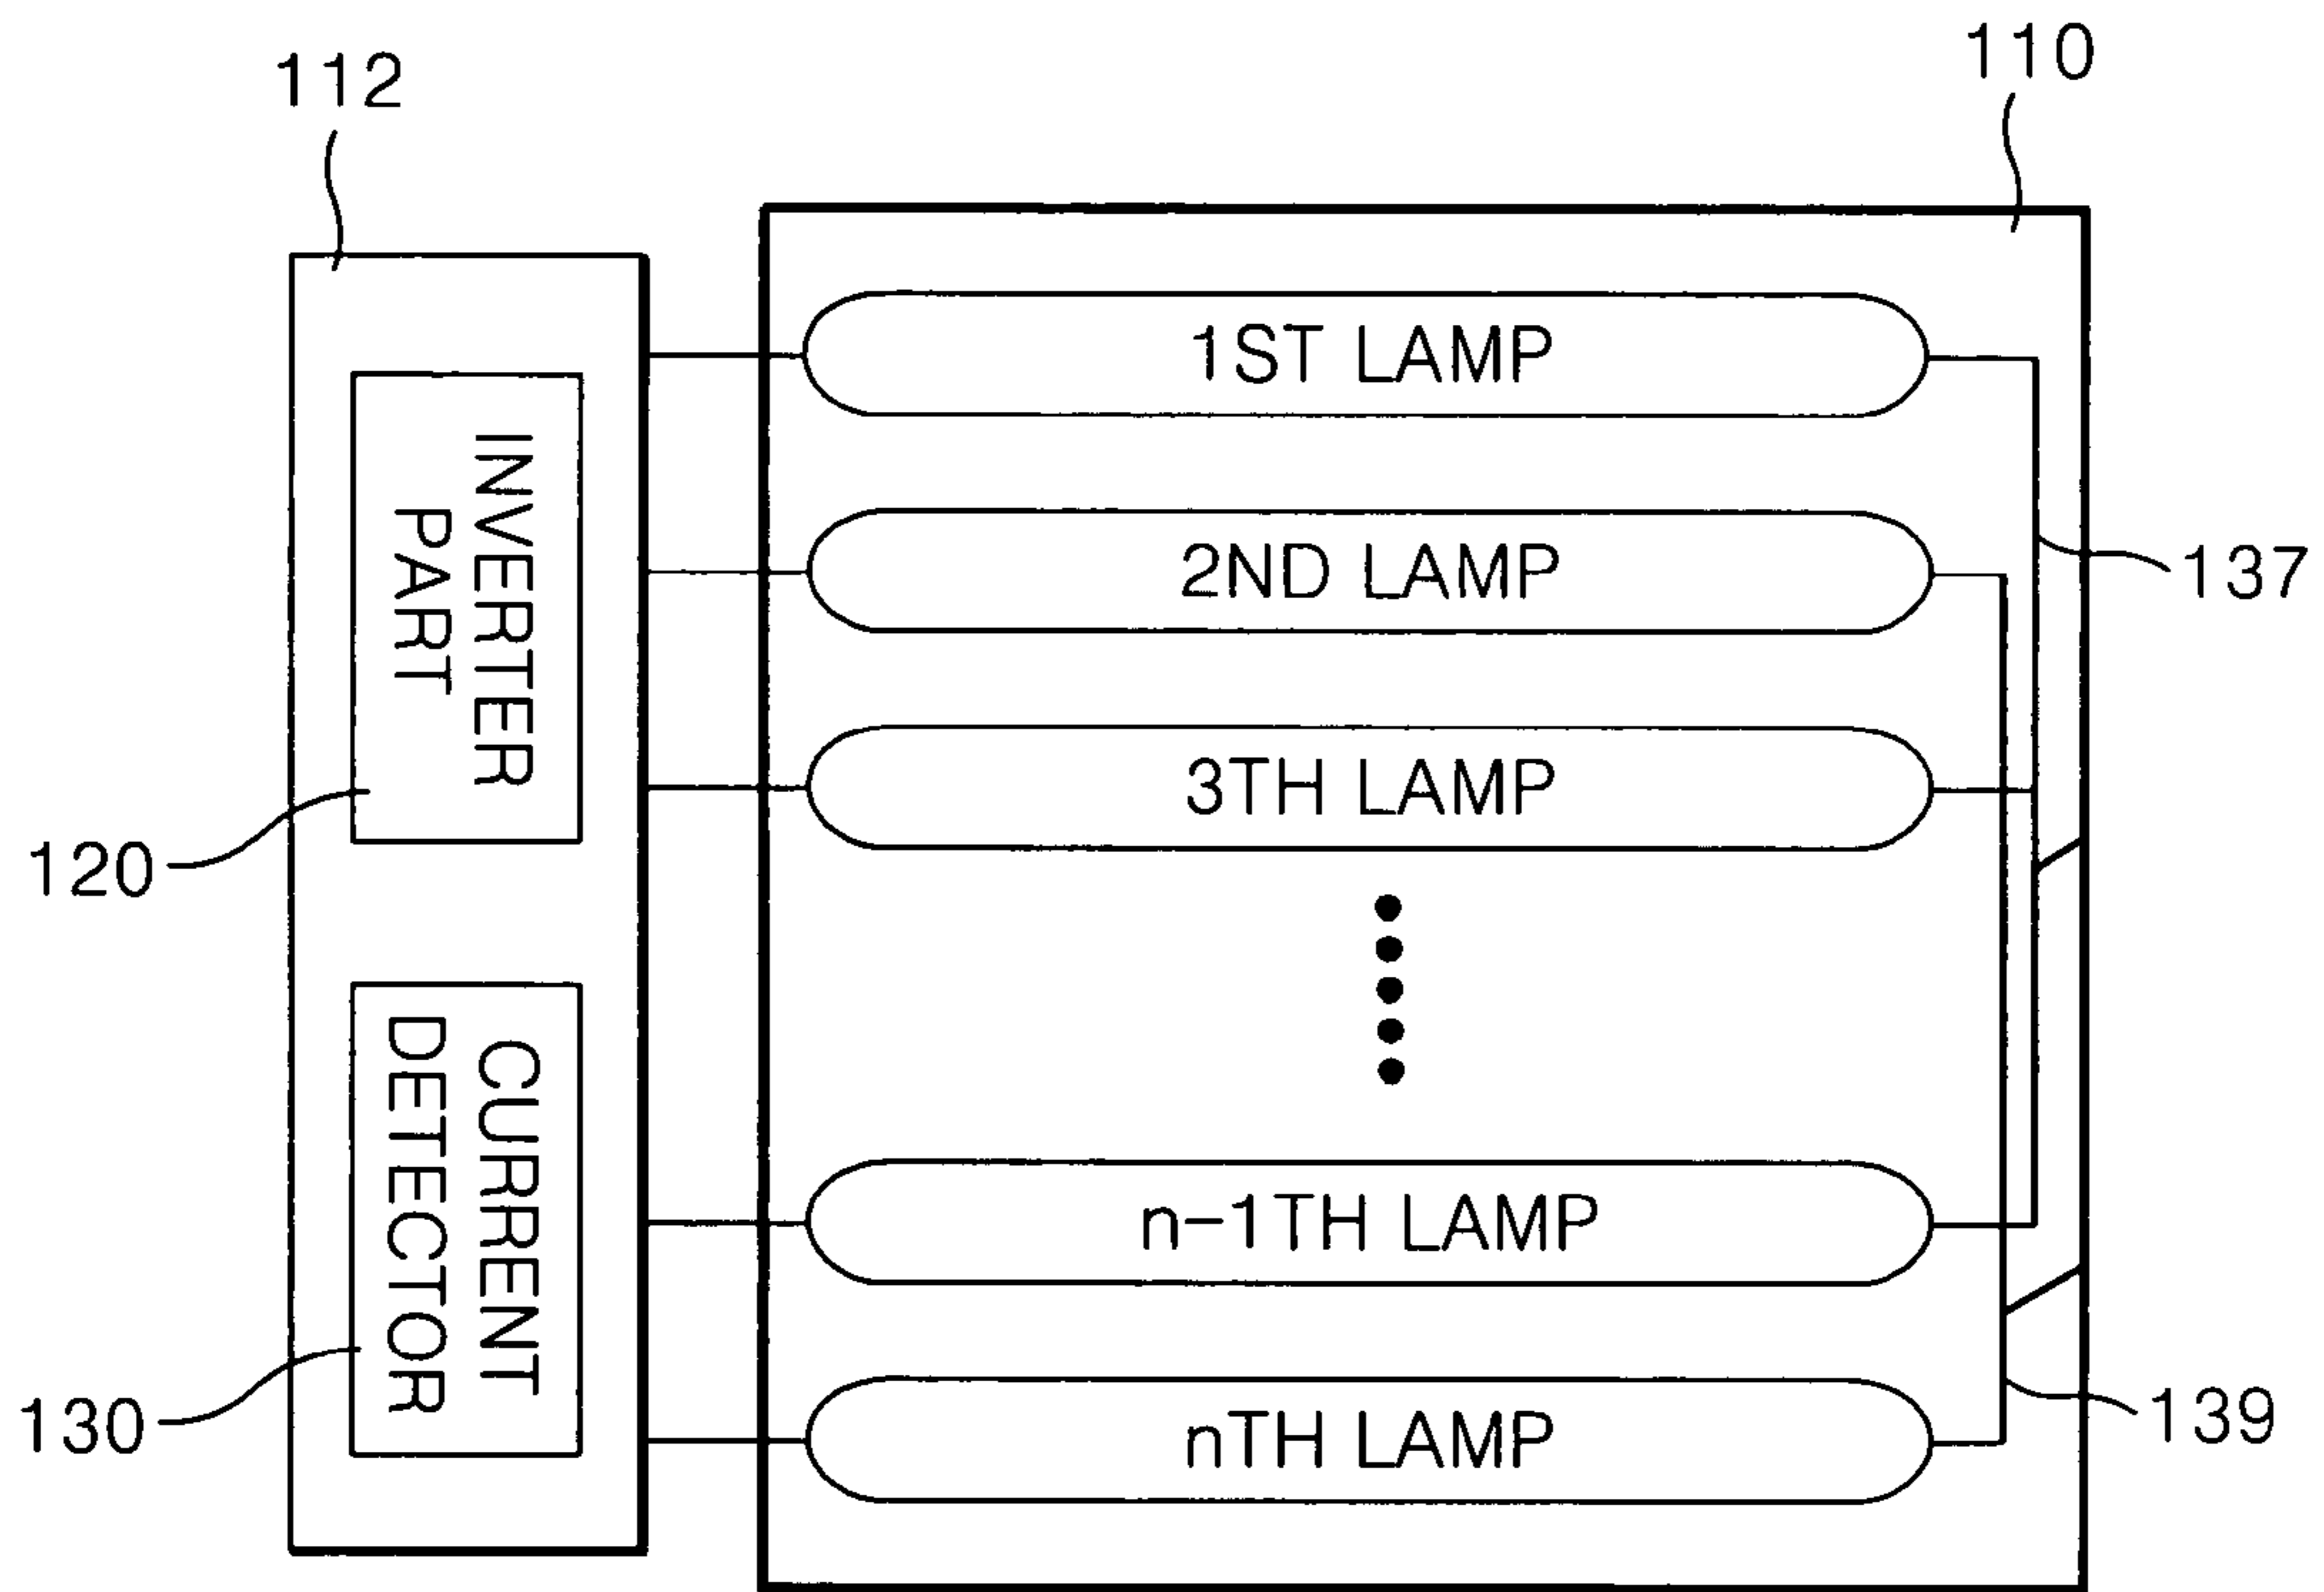 112
110
1ST LAMP
2ND LAMP
137
3TH LAMP
INVERTER
PART
120
n-1TH LAMP
CURRENT
DETECTOR
130
nTH LAMP
139